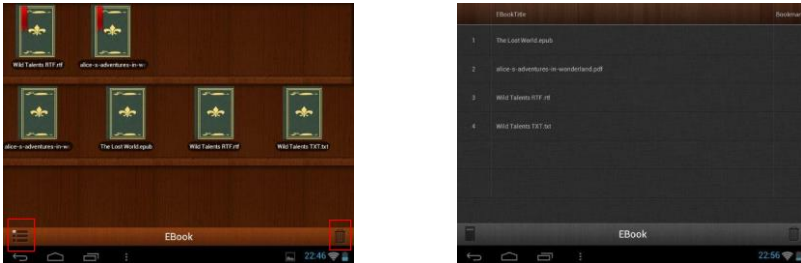 Wild Talents RTF.rtf
alice-s-adventures-in-w
alice-s-adventures-in-w
The Lost World.epub
Wild Talents RTF.rtf
Wild Talents TXT.txt
EBook
22:46
EBookTitle
Bookmar
1 The Lost World.epub
2 alice-s-adventures-in-wonderland.pdf
3 Wild Talents RTF.rtf
4 Wild Talents TXT.txt
EBook
22:56